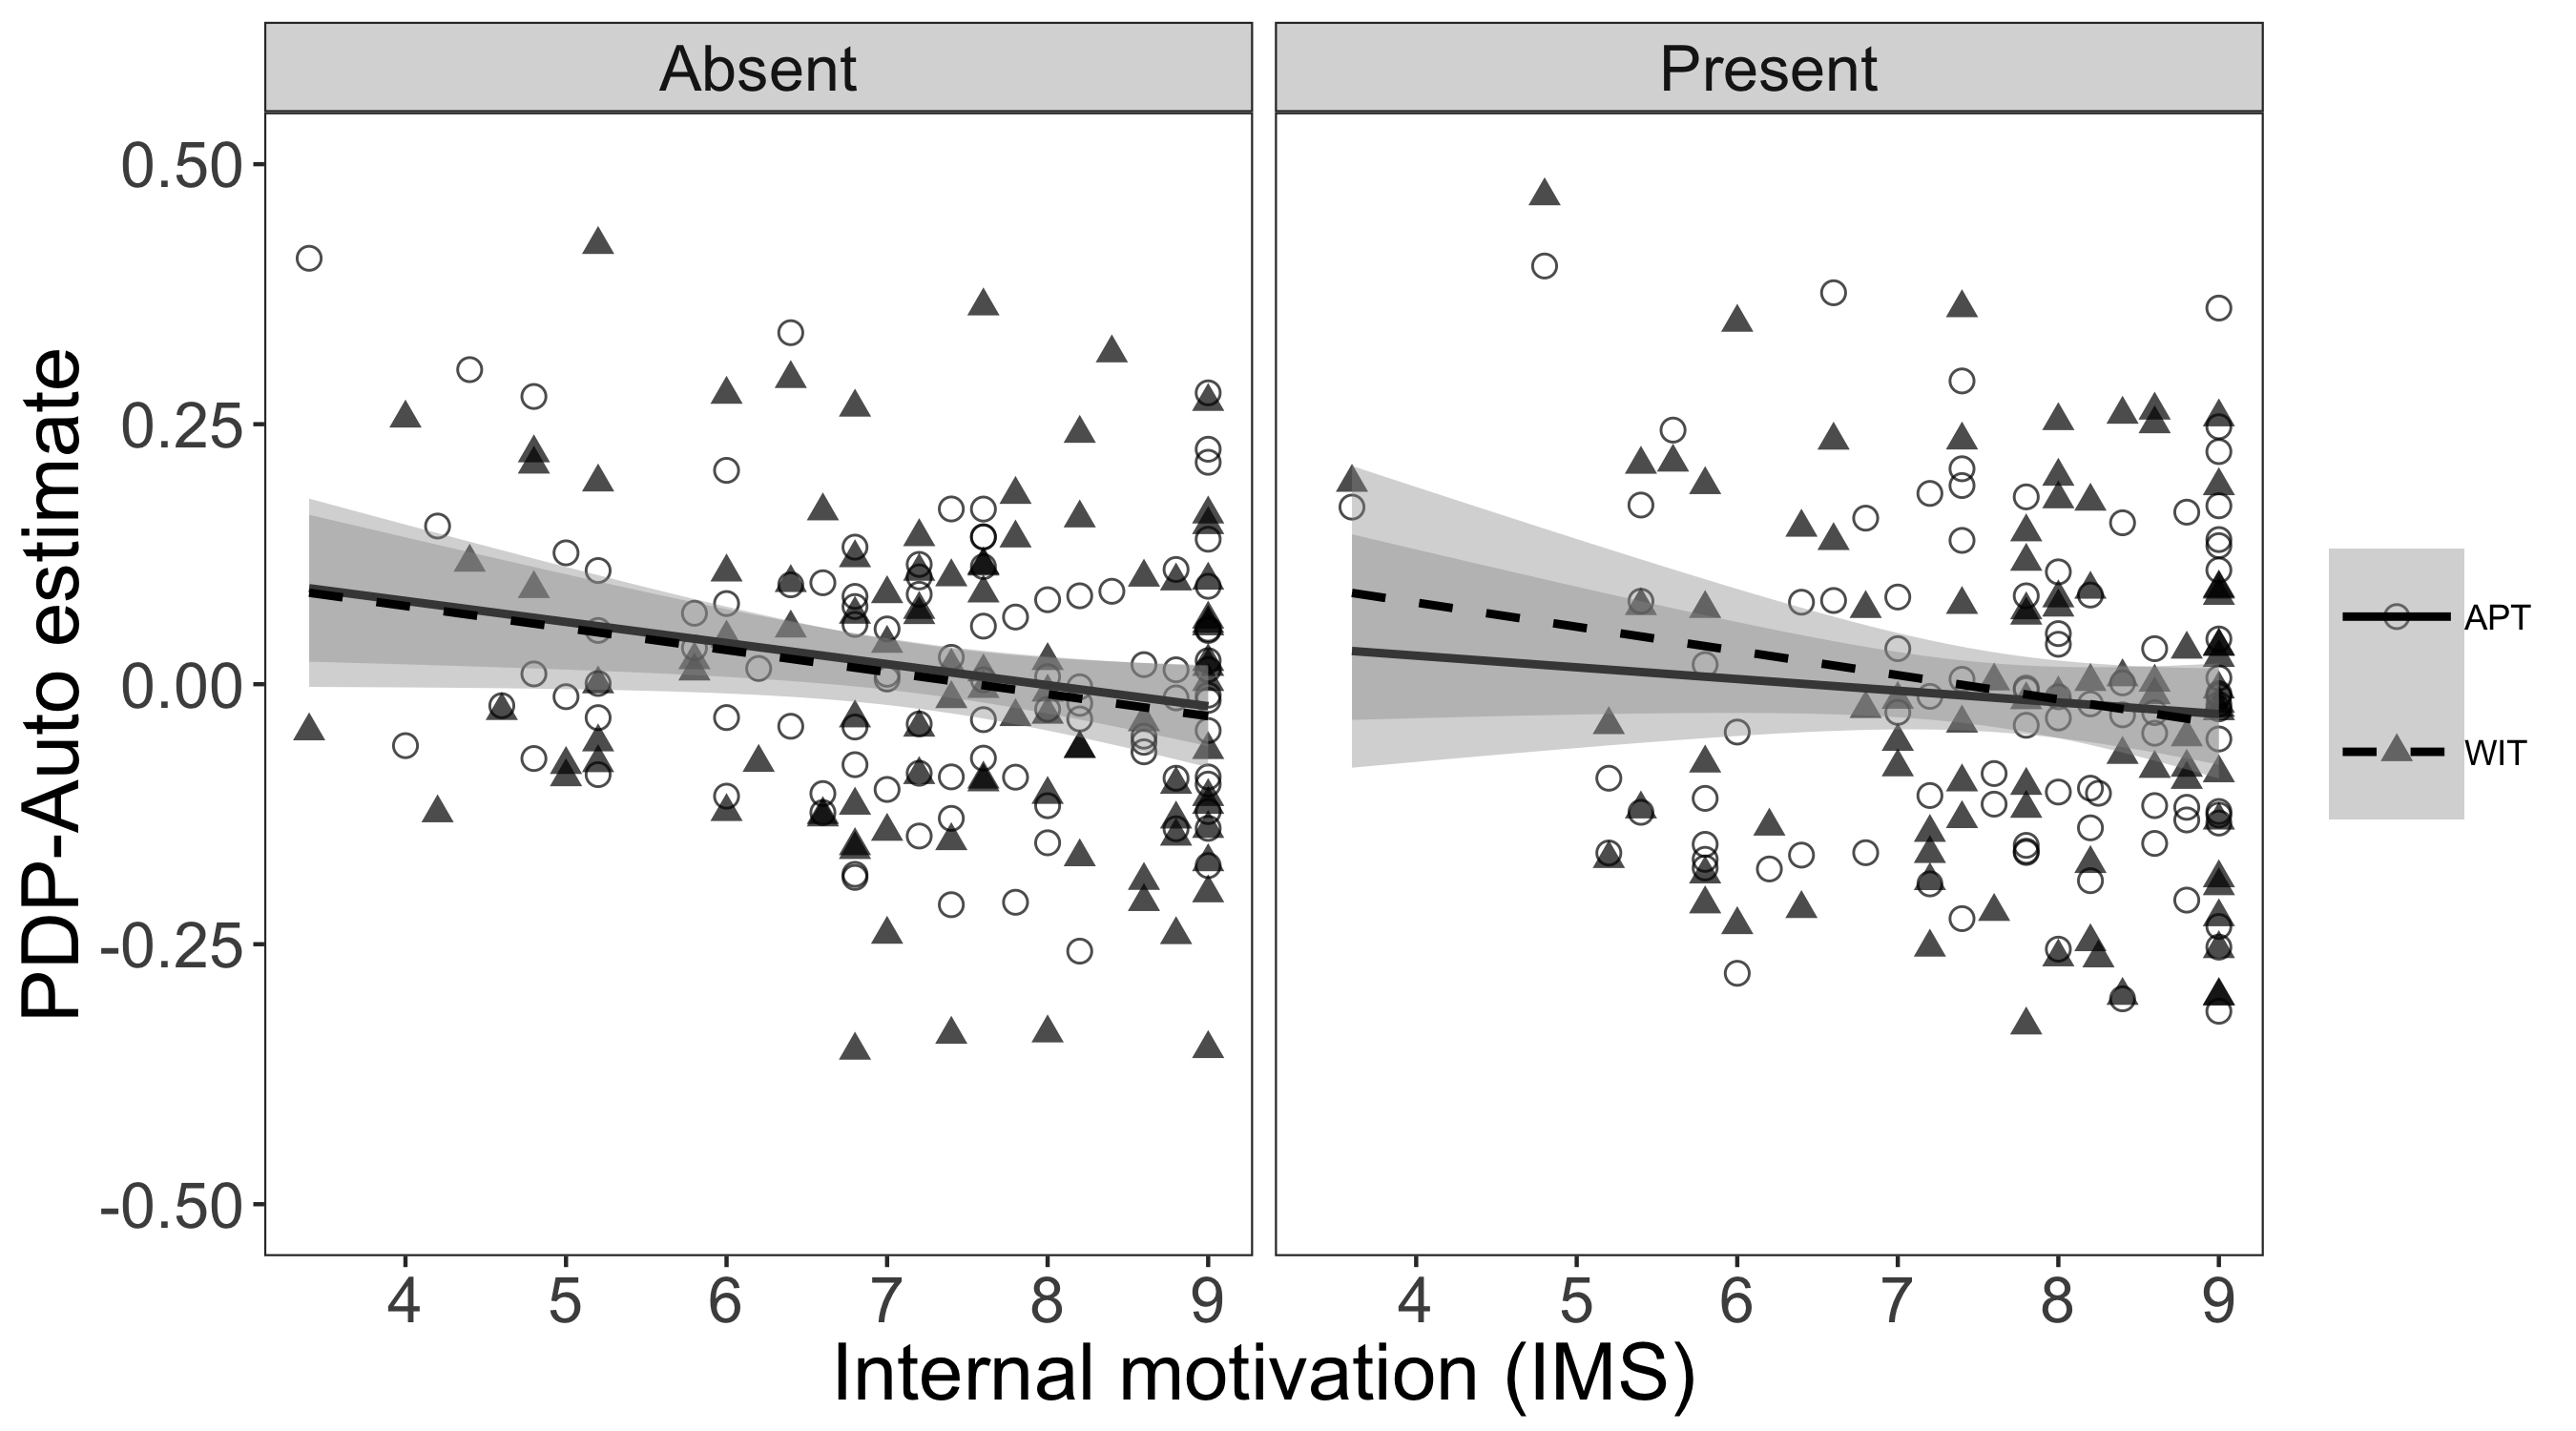 Absent
Present
PDP-Auto estimate
0.50
0.25
0.00
-0.25
-0.50
4 5 6 7 8 9
4 5 6 7 8 9
Internal motivation (IMS)
APT
WIT